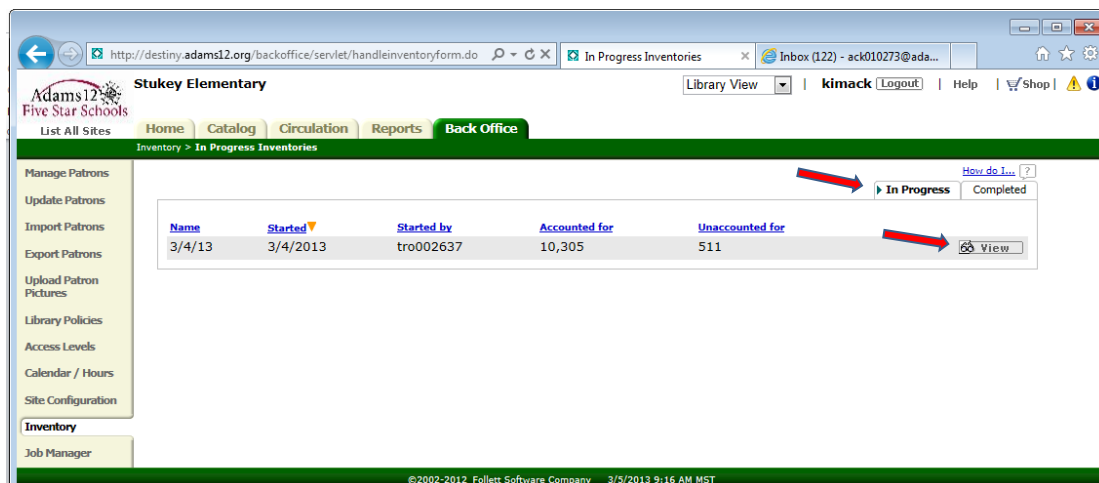 http://destiny.adams12.org/backoffice/servlet/handleinventoryform.do In Progress Inventories Inbox (122) - ack010273@ada...
Adams12
Five Star Schools
List All Sites
Stukey Elementary
Library View | kimack Logout | Help | Shop |
Home Catalog Circulation Reports Back Office
Inventory > In Progress Inventories
Manage Patrons
Update Patrons
Import Patrons
Export Patrons
Upload Patron
Pictures
Library Policies
Access Levels
Calendar / Hours
Site Configuration
Inventory
Job Manager
How do I... ?
In Progress Completed
Name Started Started by Accounted for Unaccounted for
3/4/13 3/4/2013 tro002637 10,305 511 View
©2002-2012 Follett Software Company 3/5/2013 9:16 AM MST